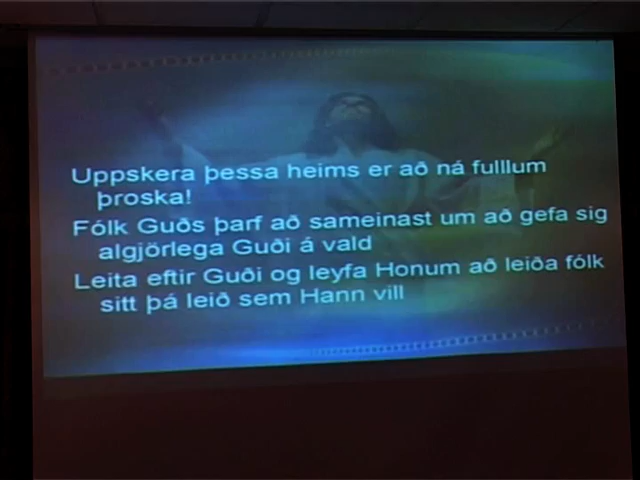 Uppskera þessa heims er að ná fulllum
þroska!
Fólk Guðs þarf að sameinast um að gefa sig
algjörlega Guði á vald
Leita eftir Guði og leyfa Honum að leiða fólk
sitt þá leið sem Hann vill